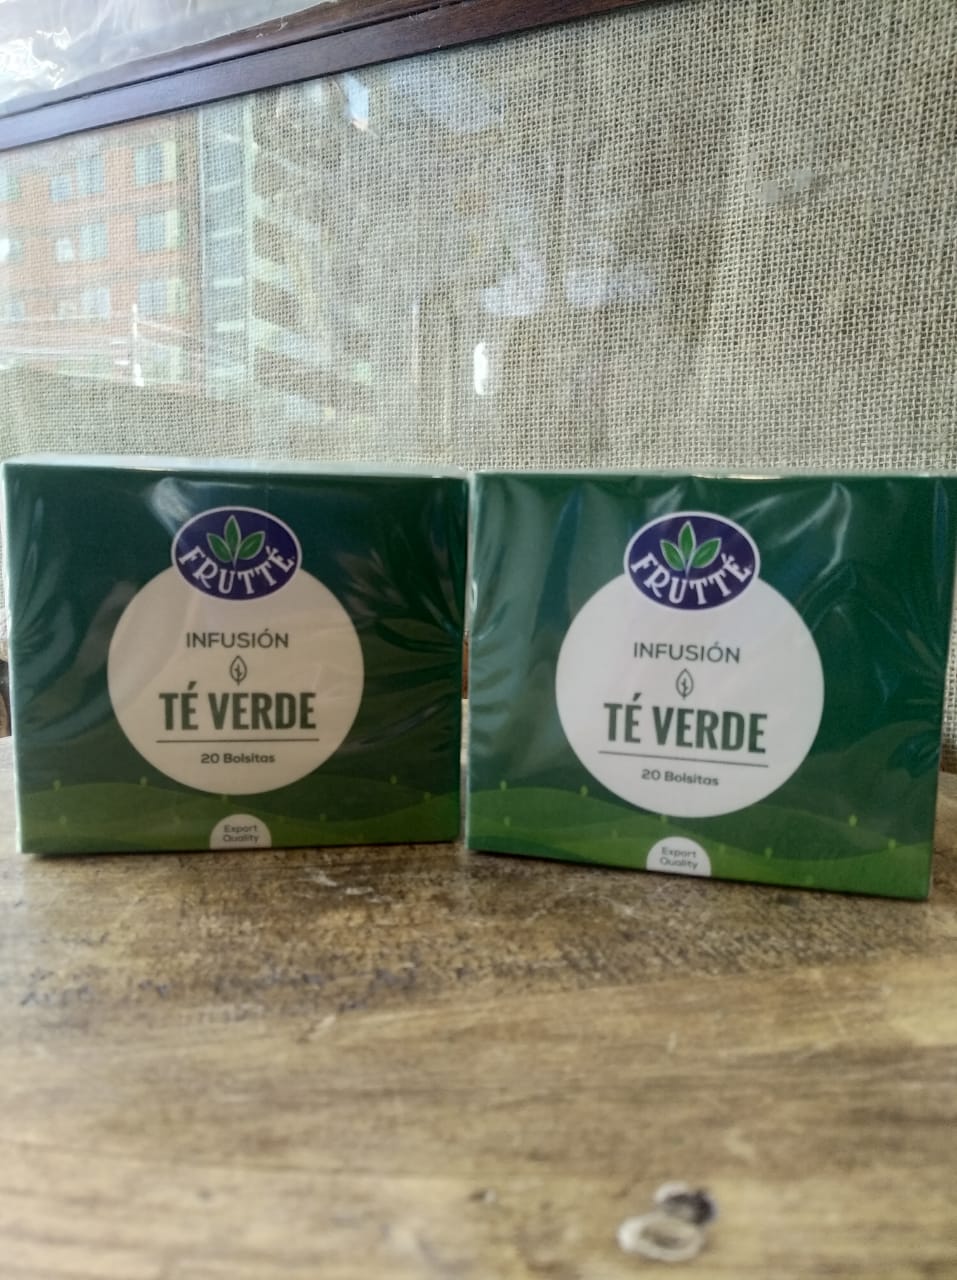 FRUTTÉ
INFUSIÓN
TÉ VERDE
20 Bolsitas
Export
Quality
FRUTTÉ
INFUSIÓN
TÉ VERDE
20 Bolsitas
Export
Quality